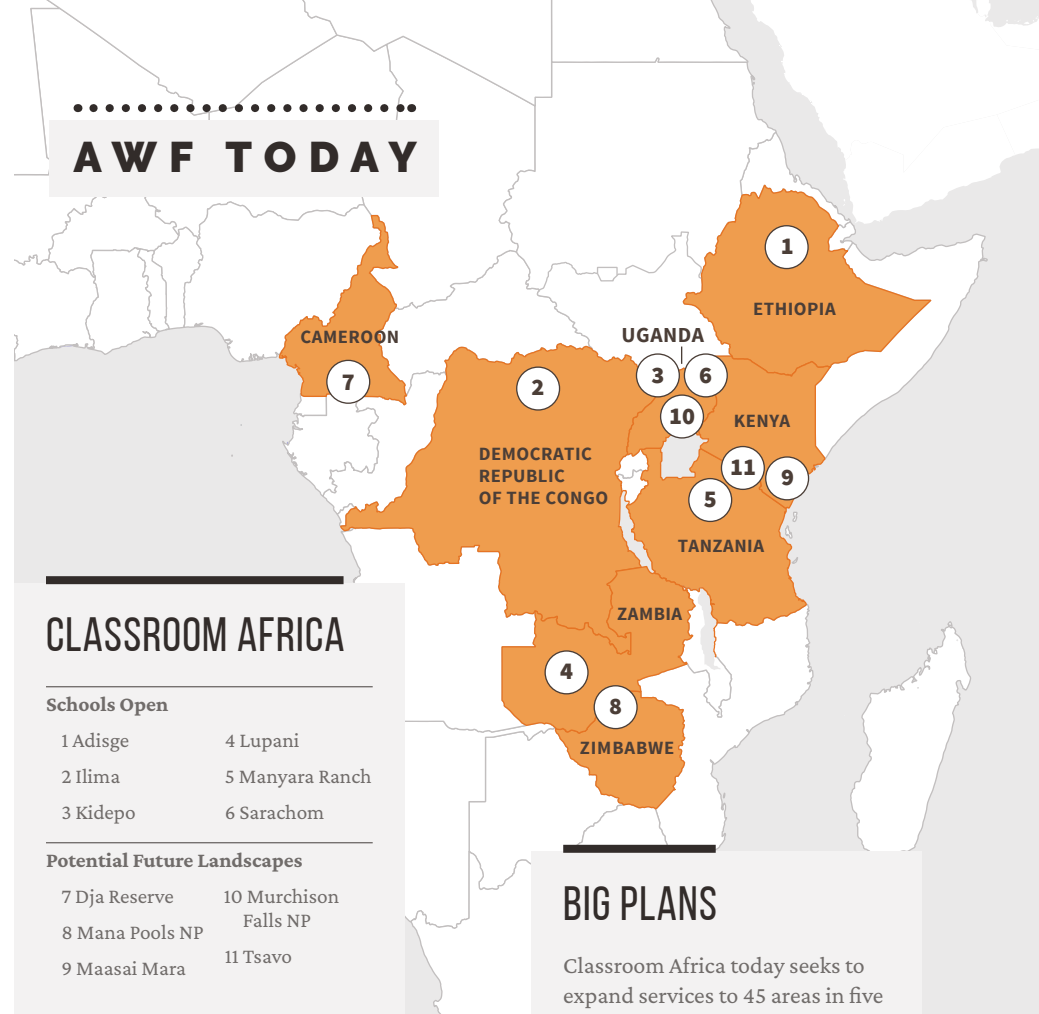 AWF TODAY
1
ETHIOPIA
CAMEROON
7
UGANDA
3
6
2
10
KENYA
DEMOCRATIC
REPUBLIC
OF THE CONGO
11
9
5
TANZANIA
ZAMBIA
4
8
ZIMBABWE
CLASSROOM AFRICA
Schools Open
1 Adisge
2 Ilima
3 Kidepo
4 Lupani
5 Manyara Ranch
6 Sarachom
Potential Future Landscapes
7 Dja Reserve
8 Mana Pools NP
9 Maasai Mara
10 Murchison
Falls NP
11 Tsavo
BIG PLANS
Classroom Africa today seeks to
expand services to 45 areas in five